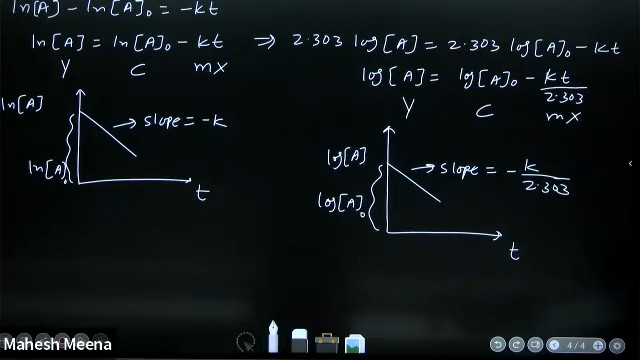 ln[A] - ln[A]₀ = -kt
ln[A] = ln[A]₀ - kt ⇒ 2.303 log[A] = 2.303 log[A]₀ - kt
Y C mx
log[A] = log[A]₀ - kt/2.303
Y C mx
ln[A]
slope = -k
ln[A]₀
t
log[A]
slope = -k/2.303
log[A]₀
t
Mahesh Meena
4/4